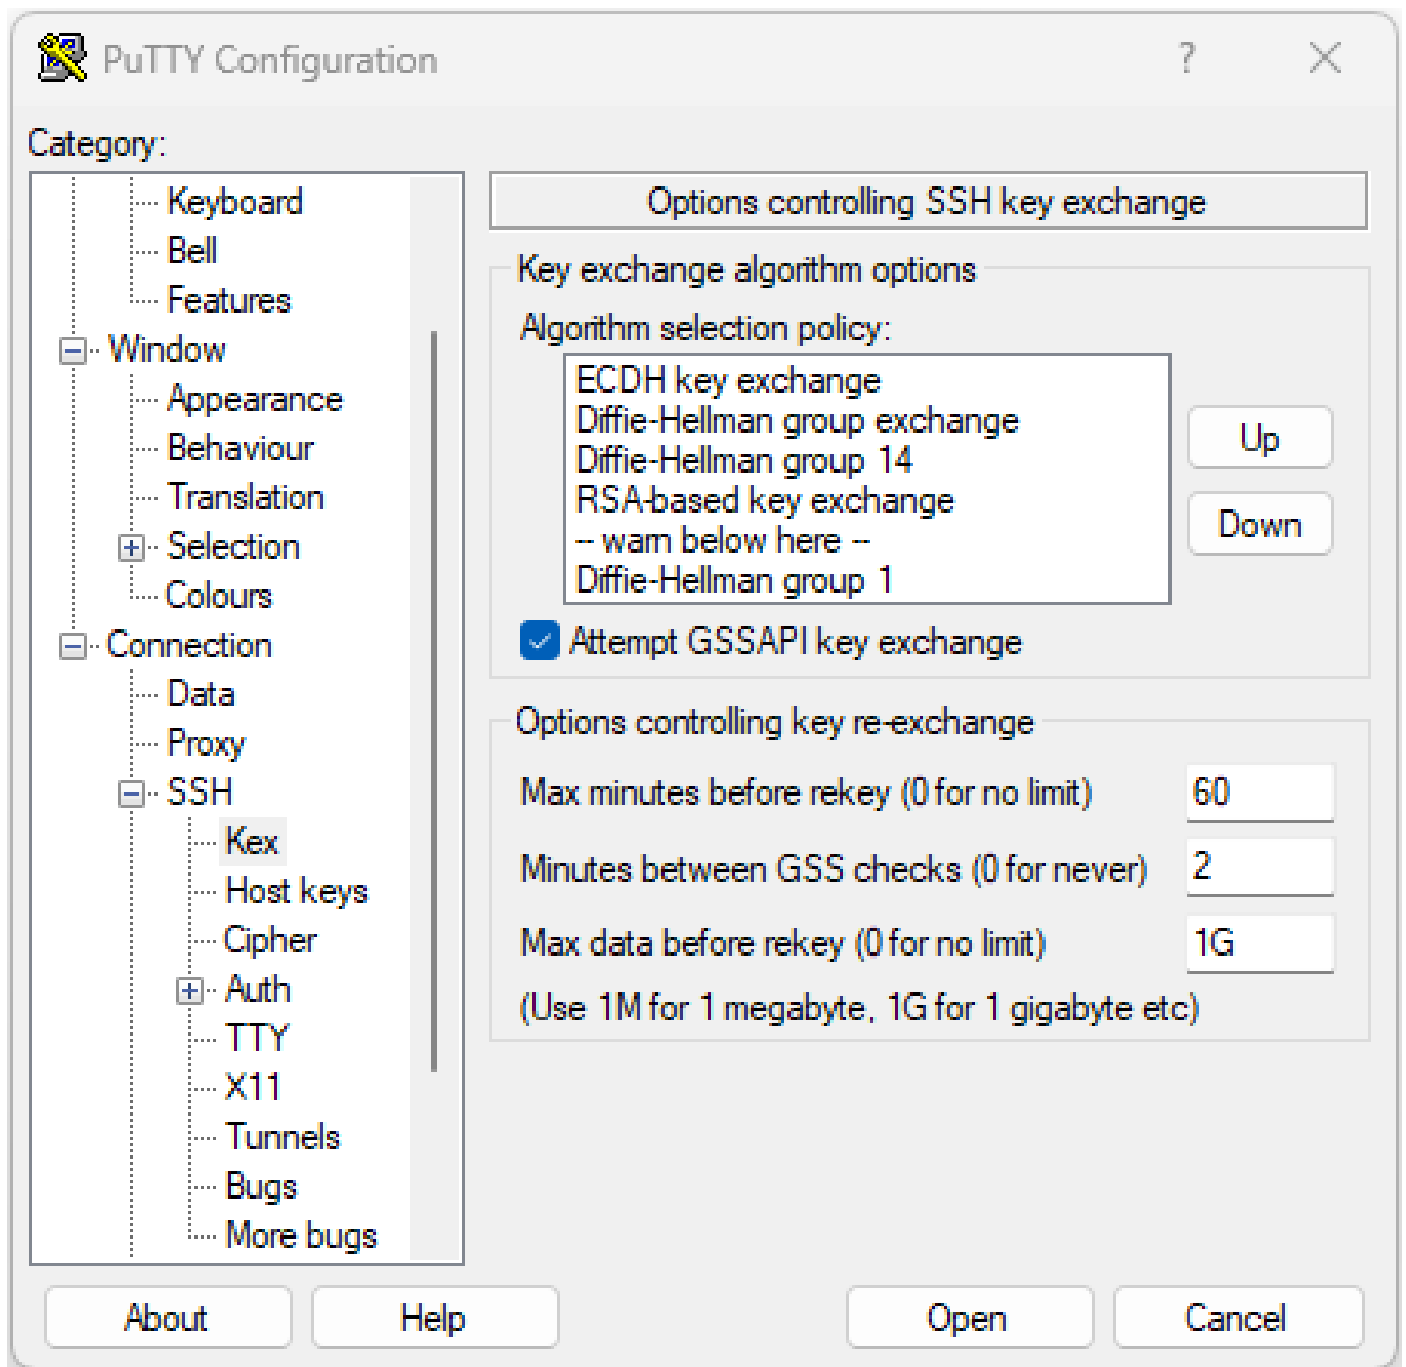 PuTTY Configuration
?
Category:
Keyboard
Bell
Features
Window
Appearance
Behaviour
Translation
Selection
Colours
Connection
Data
Proxy
SSH
Kex
Host keys
Cipher
Auth
TTY
X11
Tunnels
Bugs
More bugs
Options controlling SSH key exchange
Key exchange algorithm options
Algorithm selection policy:
ECDH key exchange
Diffie-Hellman group exchange
Diffie-Hellman group 14
RSA-based key exchange
-- warn below here --
Diffie-Hellman group 1
Up
Down
Attempt GSSAPI key exchange
Options controlling key re-exchange
Max minutes before rekey (0 for no limit) 60
Minutes between GSS checks (0 for never) 2
Max data before rekey (0 for no limit) 1G
(Use 1M for 1 megabyte, 1G for 1 gigabyte etc)
About
Help
Open
Cancel